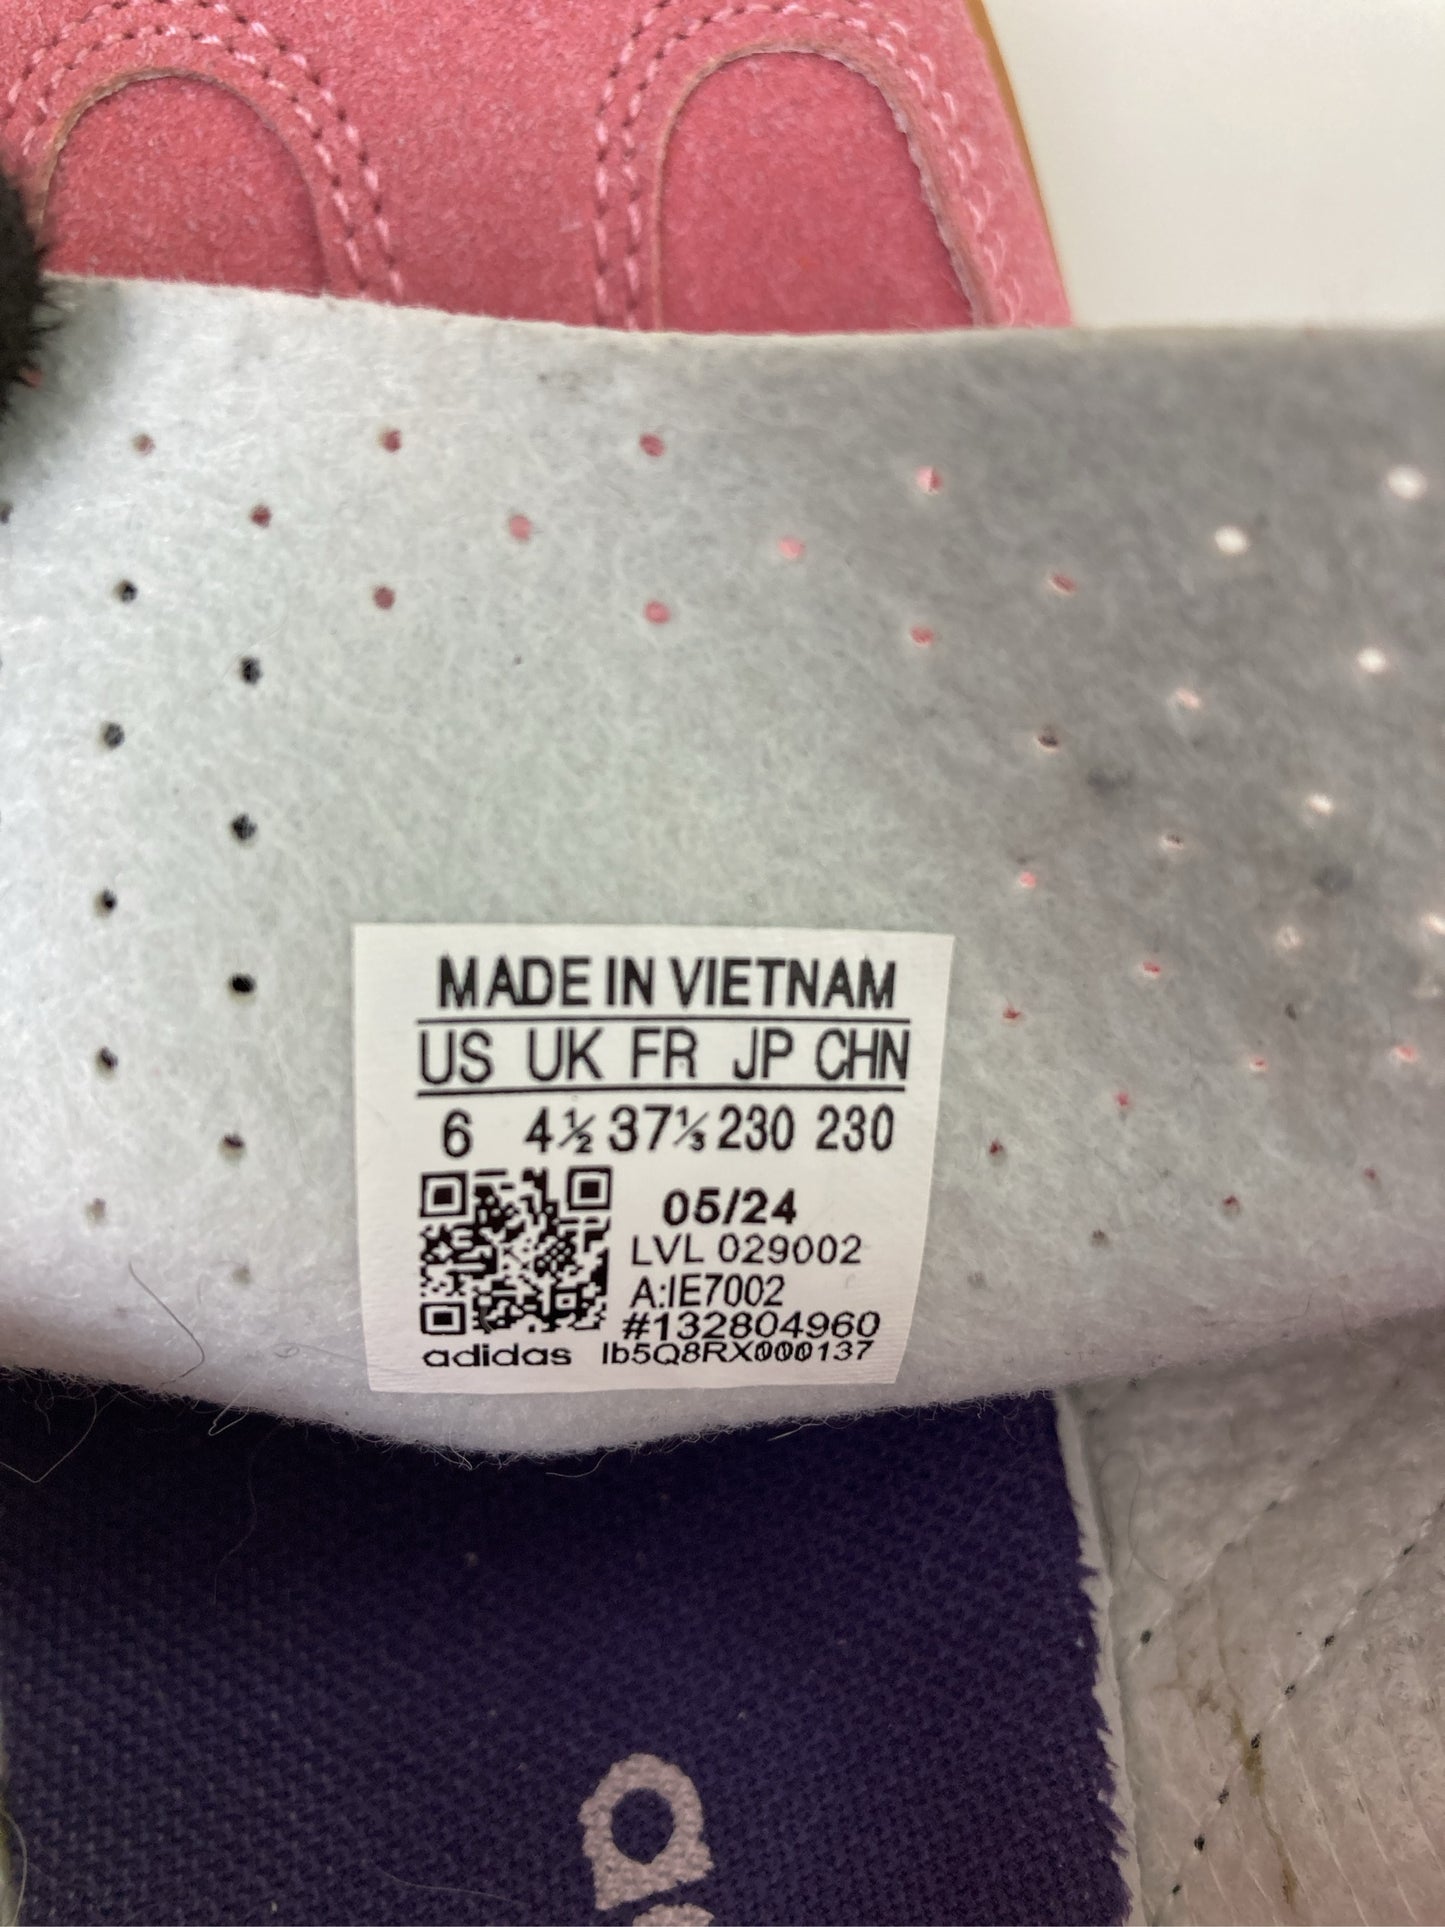 MADE IN VIETNAM
US UK FR JP CHN
6 4½ 37⅓ 230 230
05/24
LVL 029002
A:IE7002
#132804960
adidas Ib5Q8RX000137